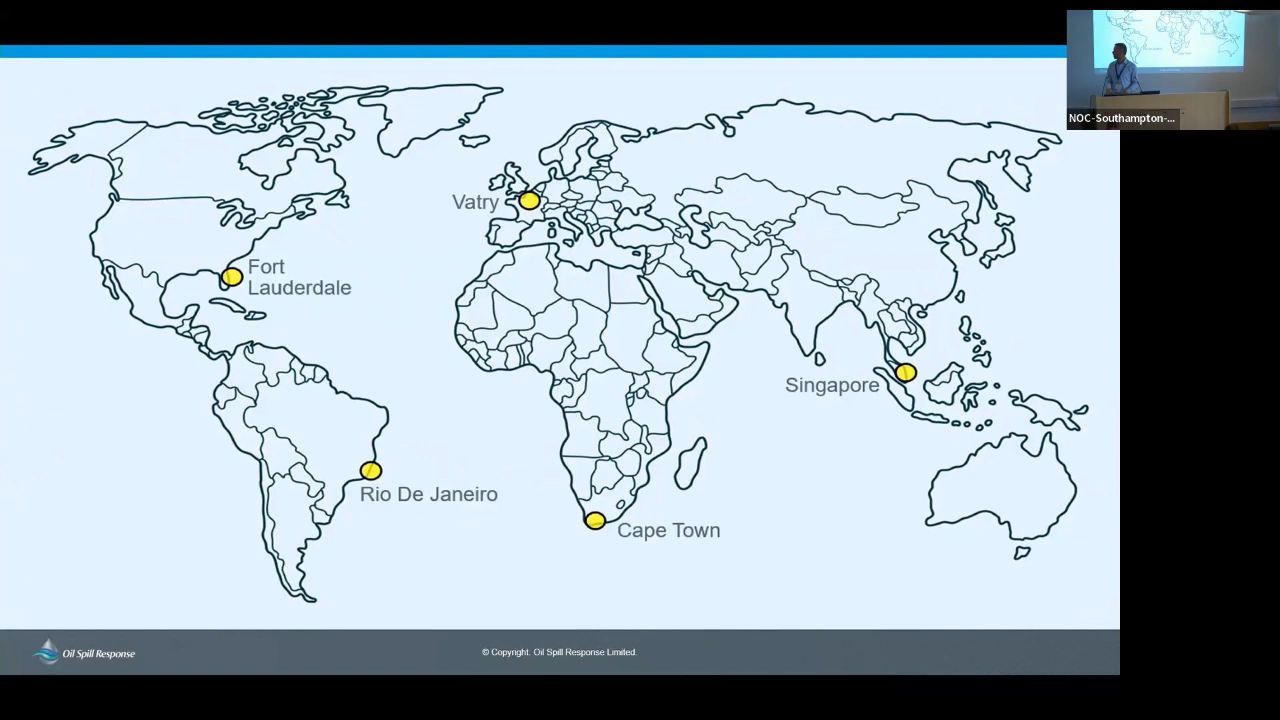 NOC-Southampton-...
Vatry
Fort
Lauderdale
Singapore
Rio De Janeiro
Cape Town
Oil Spill Response
© Copyright. Oil Spill Response Limited.